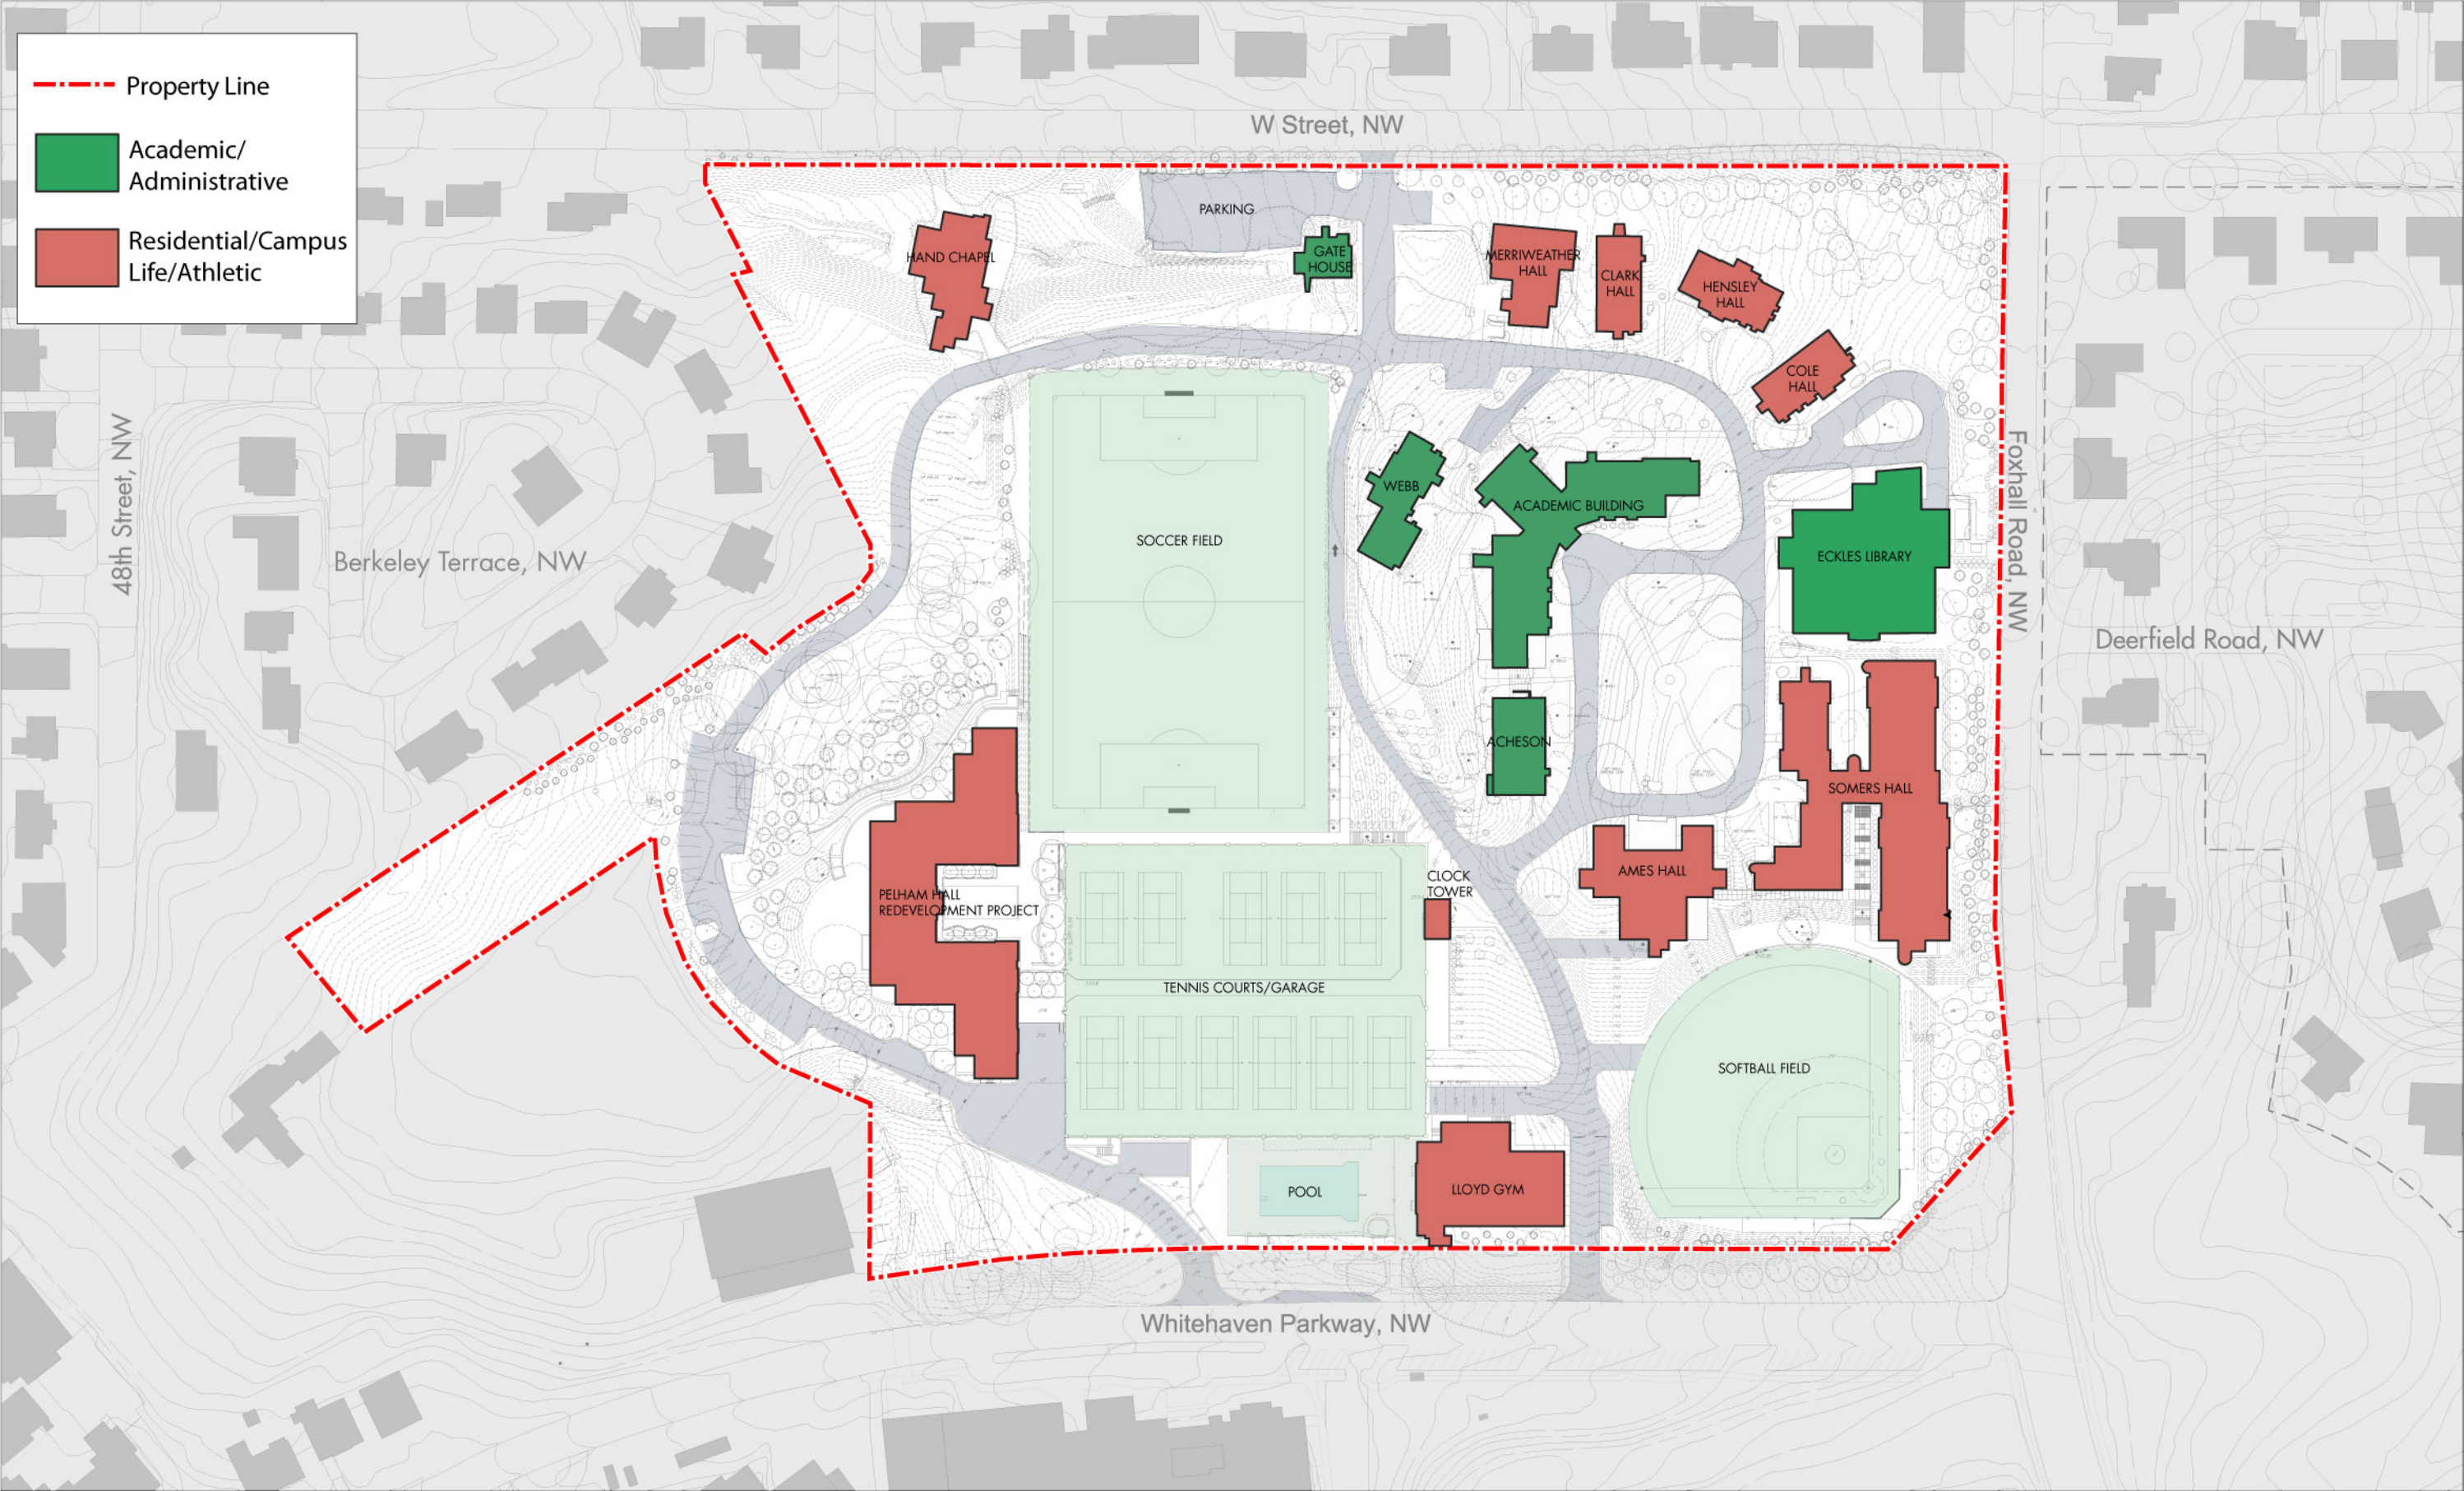 Property Line
Academic/
Administrative
Residential/Campus
Life/Athletic
W Street, NW
PARKING
HAND CHAPEL
GATE
HOUSE
MERRIWEATHER
HALL
CLARK
HALL
HENSLEY
HALL
COLE
HALL
48th Street, NW
Berkeley Terrace, NW
SOCCER FIELD
WEBB
ACADEMIC BUILDING
ECKLES LIBRARY
Foxhall Road, NW
Deerfield Road, NW
ACHESON
SOMERS HALL
AMES HALL
CLOCK
TOWER
PELHAM HALL
REDEVELOPMENT PROJECT
TENNIS COURTS/GARAGE
SOFTBALL FIELD
POOL
LLOYD GYM
Whitehaven Parkway, NW